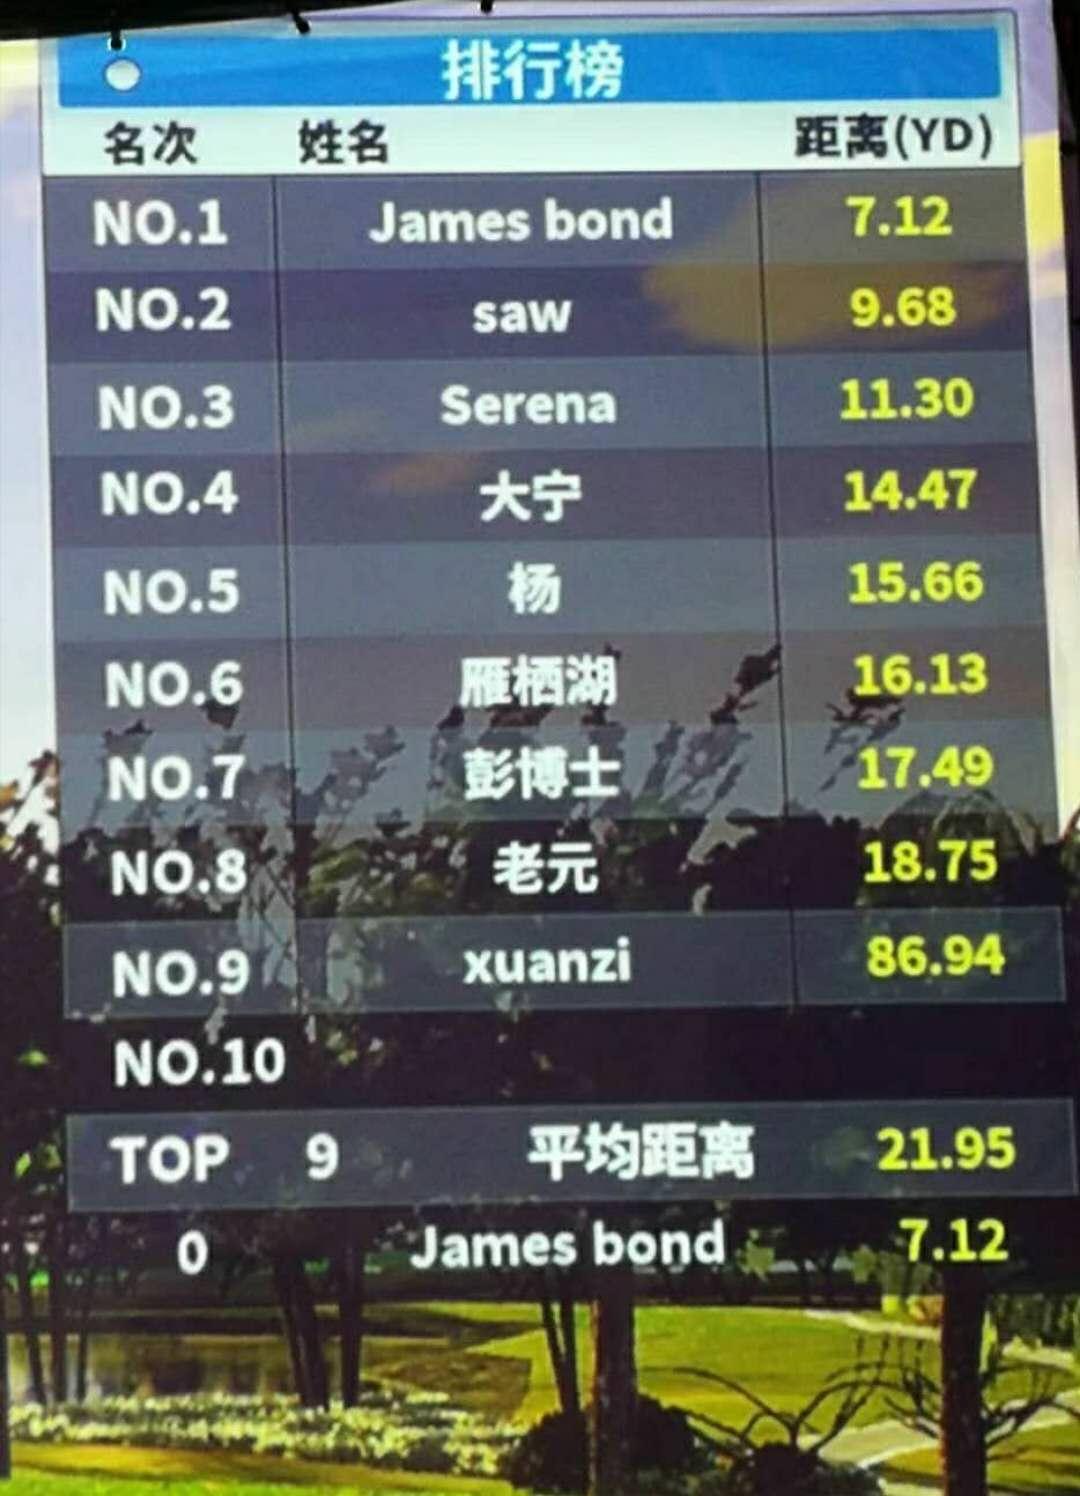 排行榜
名次 姓名 距离(YD)
NO.1 James bond 7.12
NO.2 saw 9.68
NO.3 Serena 11.30
NO.4 大宁 14.47
NO.5 杨 15.66
NO.6 雁栖湖 16.13
NO.7 彭博士 17.49
NO.8 老元 18.75
NO.9 xuanzi 86.94
NO.10
TOP 9 平均距离 21.95
0 James bond 7.12